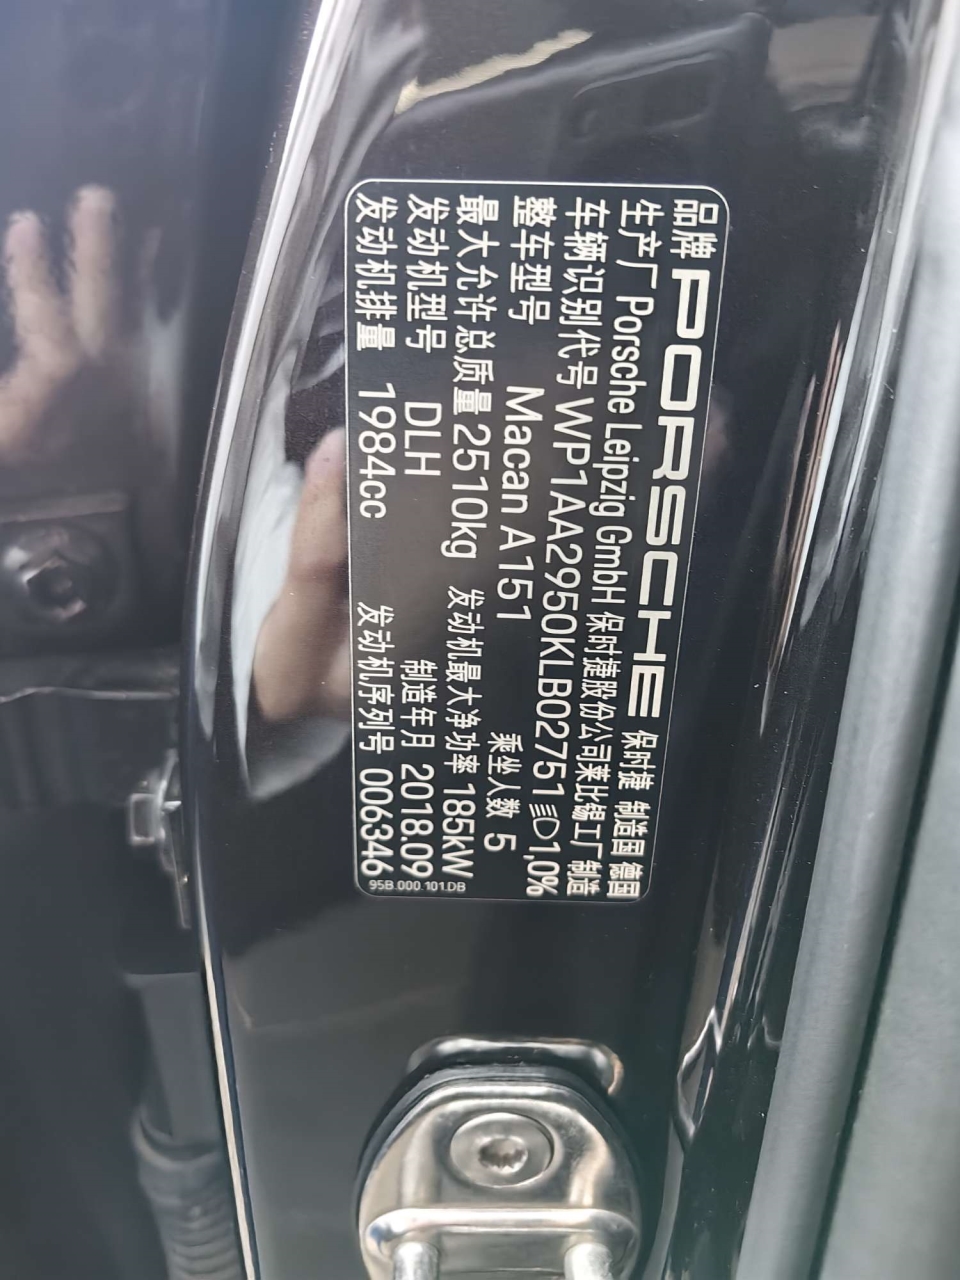 品牌 PORSCHE 保时捷 制造国 德国
生产厂 Porsche Leipzig GmbH 保时捷股份公司莱比锡工厂 制造
车辆识别代号 WP1AA2950KLB02751 1,0%
整车型号 Macan A151 乘坐人数 5
最大允许总质量 2510kg 发动机最大净功率 185kW
发动机型号 DLH 制造年月 2018.09
发动机排量 1984cc 发动机序列号 006346
95B.000.101.DB